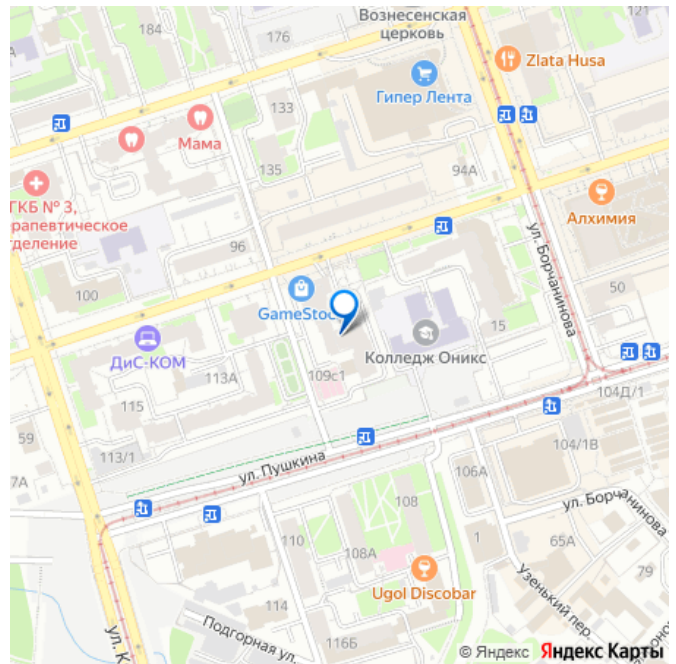 Вознесенская
церковь
121
184
176
Zlata Husa
Гипер Лента
133
Мама
135
94А
ГКБ № 3,
рапевтическое
тделение
Алхимия
96
ул. Борчанинова
100
50
GameStoc
15
Колледж Оникс
ДиС-КОМ
113А
109с1
104Д/1
115
59
113/1
104/1В
ул. Пушкина
7А
106А
ул. Борчанинова
108
110
1
65А
108А
79
Ugol Discobar
Узенький пер.
114
Подгорная ул.
116Б
ул. К
© Яндекс Яндекс Карты